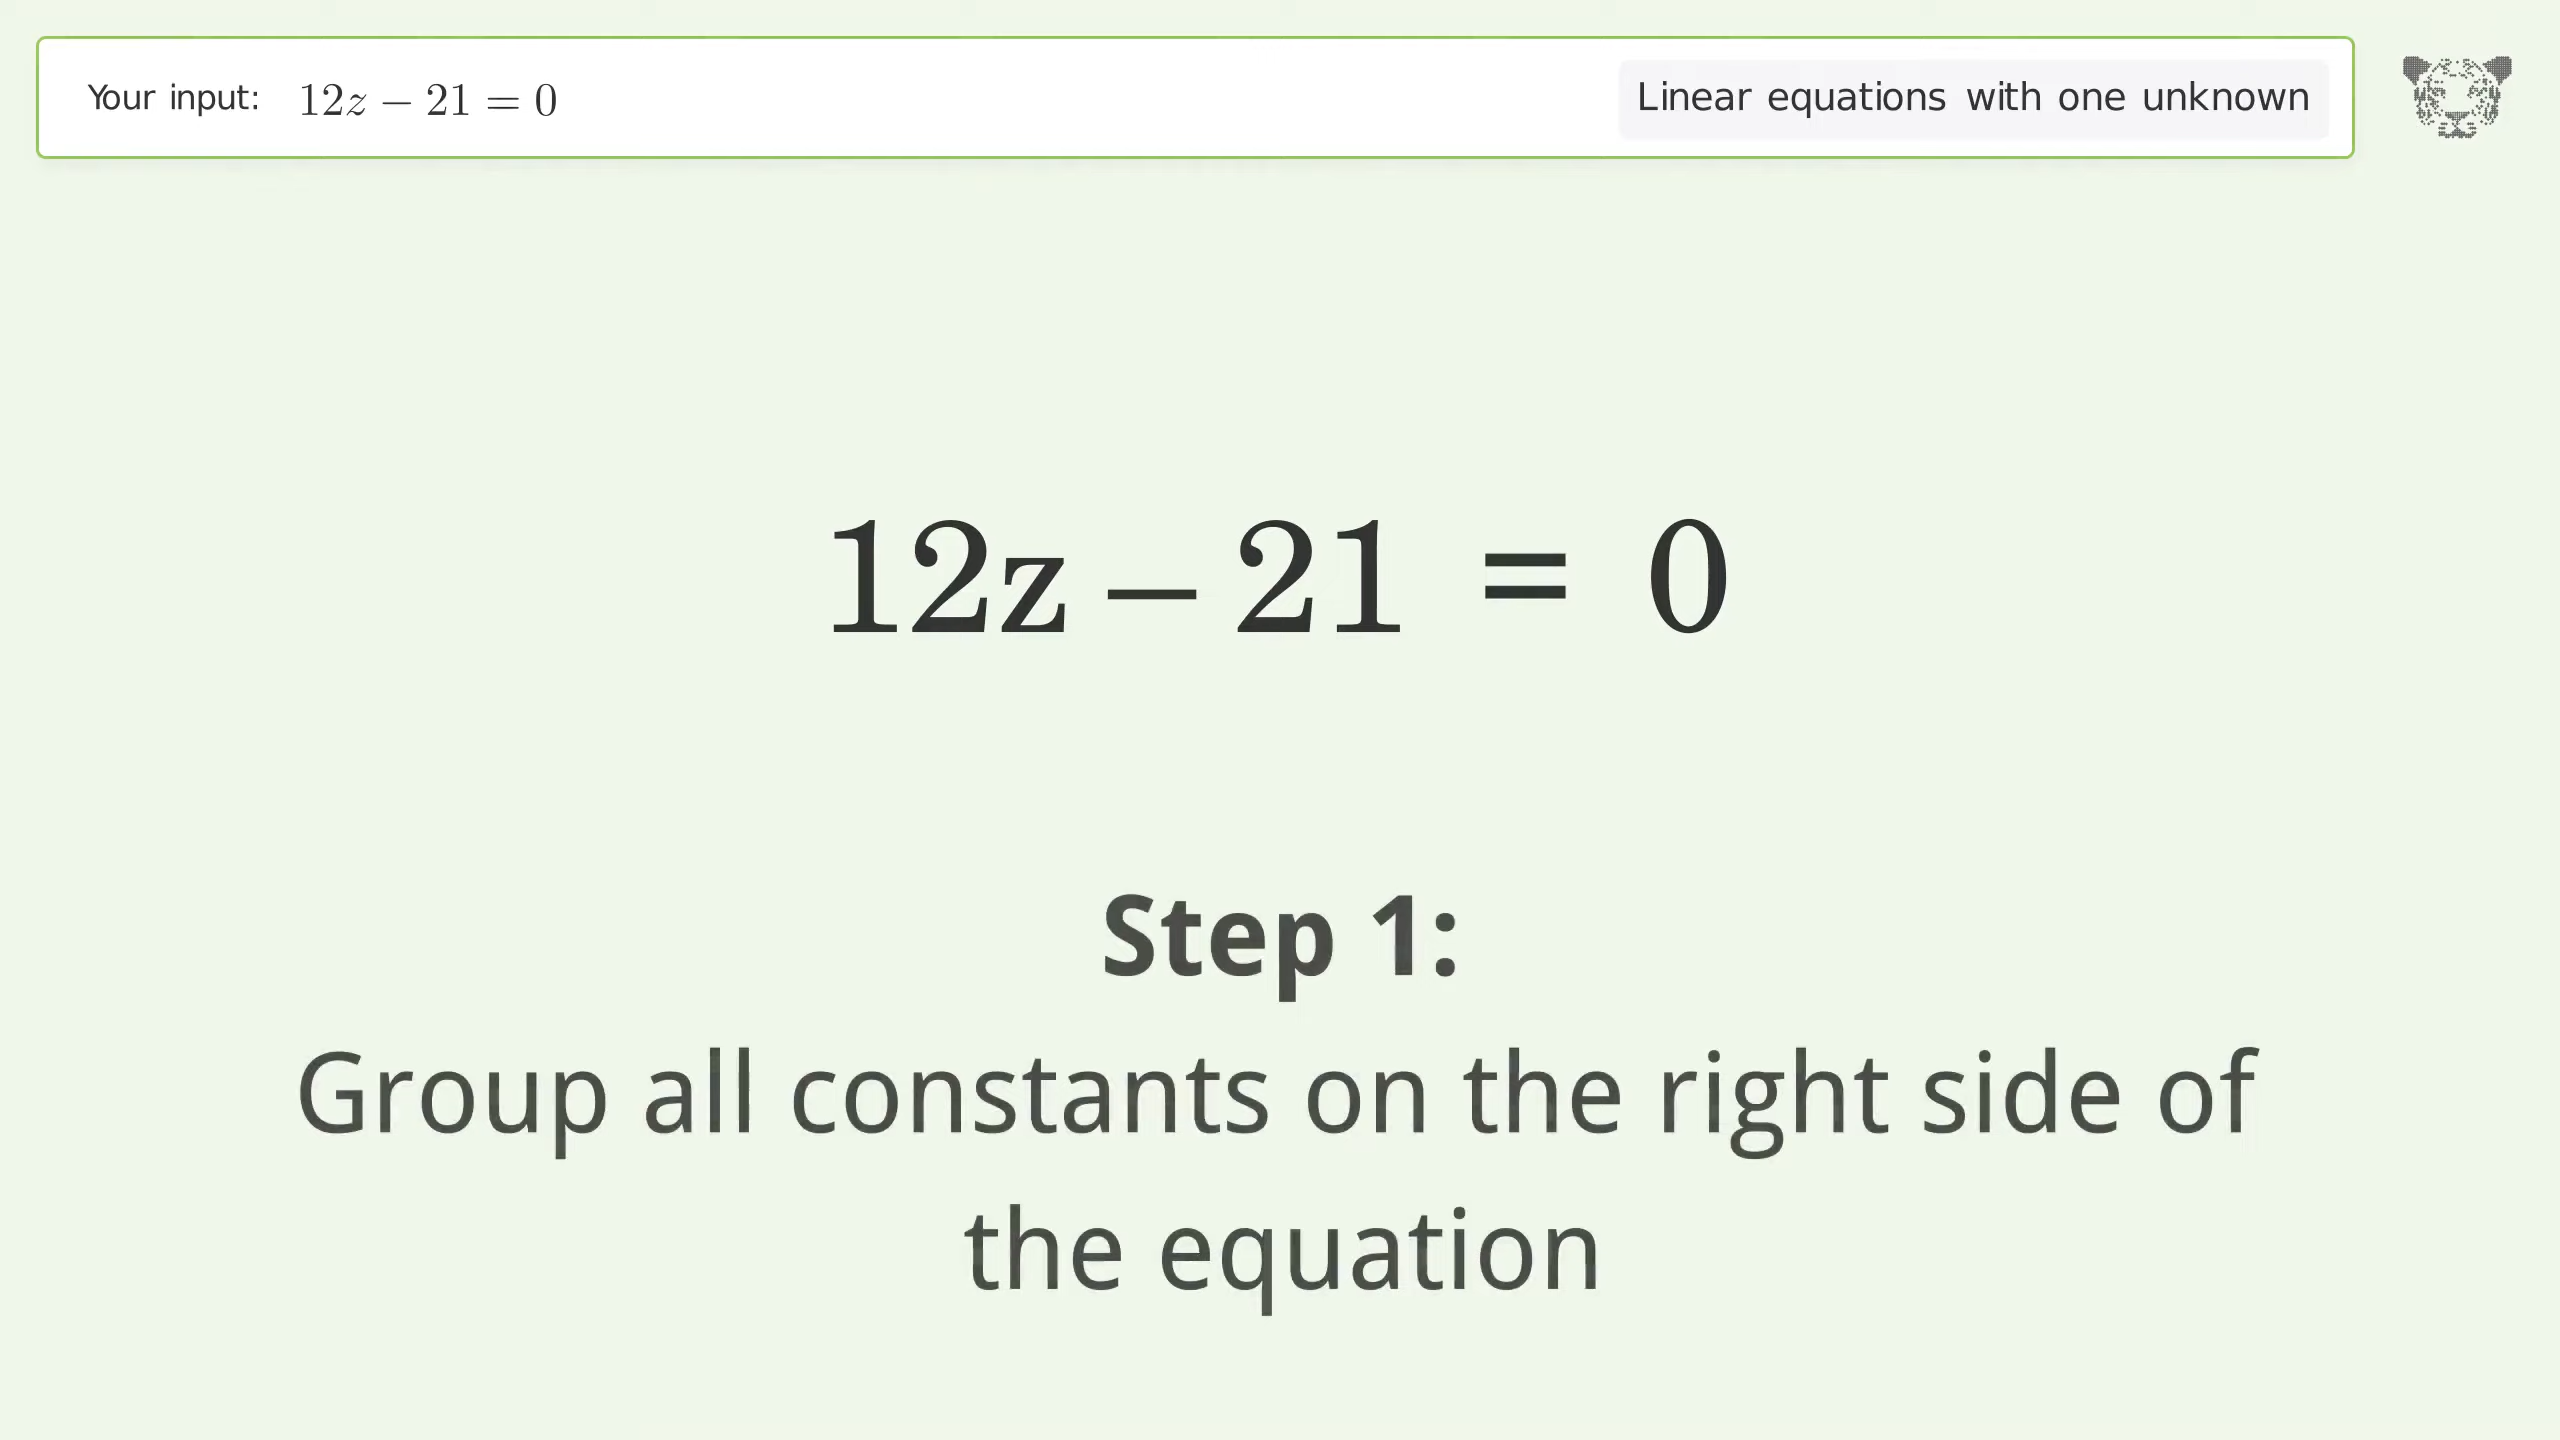 Your input: 12z − 21 = 0
Linear equations with one unknown
12z − 21 = 0
Step 1:
Group all constants on the right side of
the equation